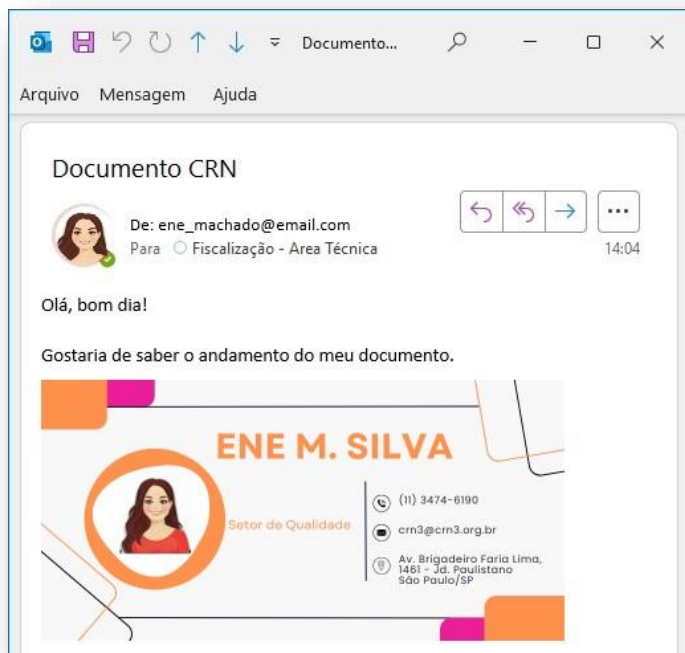 Documento...
Arquivo Mensagem Ajuda
Documento CRN
De: ene_machado@email.com
Para Fiscalização - Area Técnica
14:04
Olá, bom dia!
Gostaria de saber o andamento do meu documento.
ENE M. SILVA
Setor de Qualidade
(11) 3474-6190
crn3@crn3.org.br
Av. Brigadeiro Faria Lima,
1461 - Jd. Paulistano
São Paulo/SP